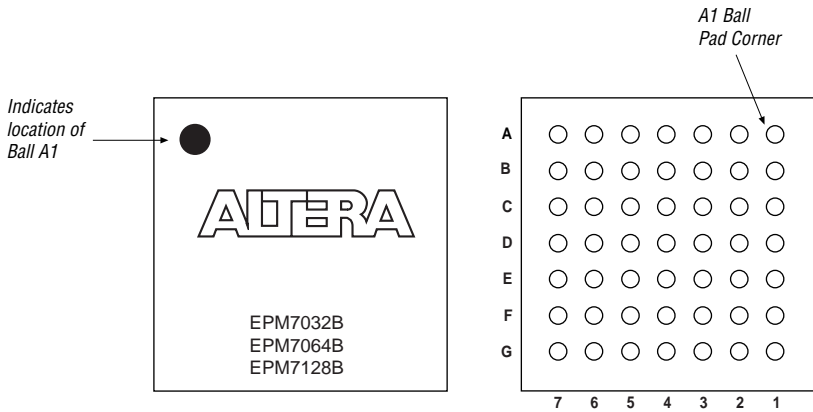 A1 Ball
Pad Corner
Indicates
location of
Ball A1
ALTERA
EPM7032B
EPM7064B
EPM7128B
A
B
C
D
E
F
G
7 6 5 4 3 2 1